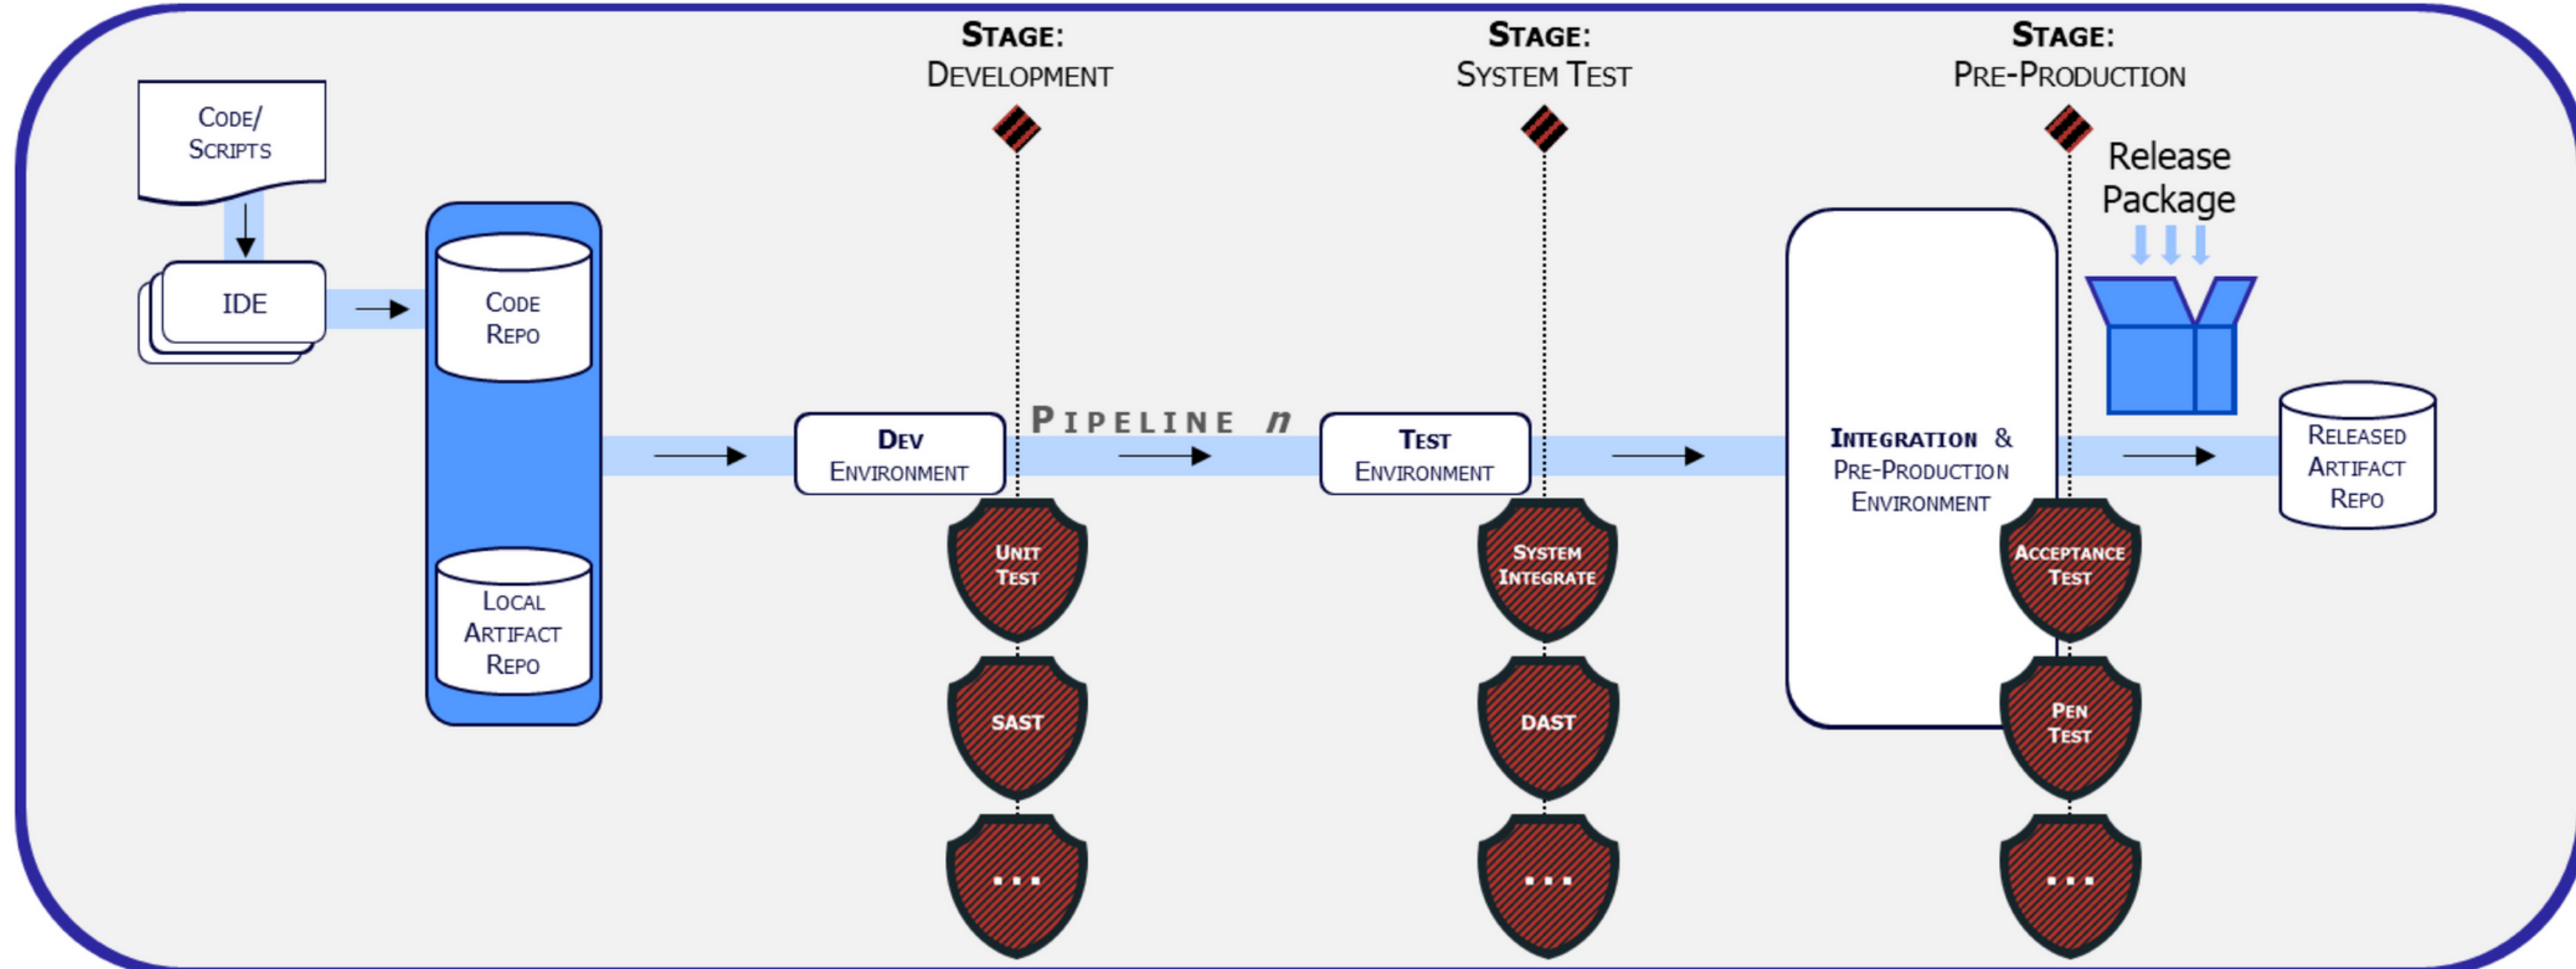 STAGE:
DEVELOPMENT
STAGE:
SYSTEM TEST
STAGE:
PRE-PRODUCTION
CODE/
SCRIPTS
IDE
CODE
REPO
LOCAL
ARTIFACT
REPO
DEV
ENVIRONMENT
PIPELINE n
TEST
ENVIRONMENT
INTEGRATION &
PRE-PRODUCTION
ENVIRONMENT
Release
Package
RELEASED
ARTIFACT
REPO
UNIT
TEST
SYSTEM
INTEGRATE
ACCEPTANCE
TEST
SAST
DAST
PEN
TEST
...
...
...